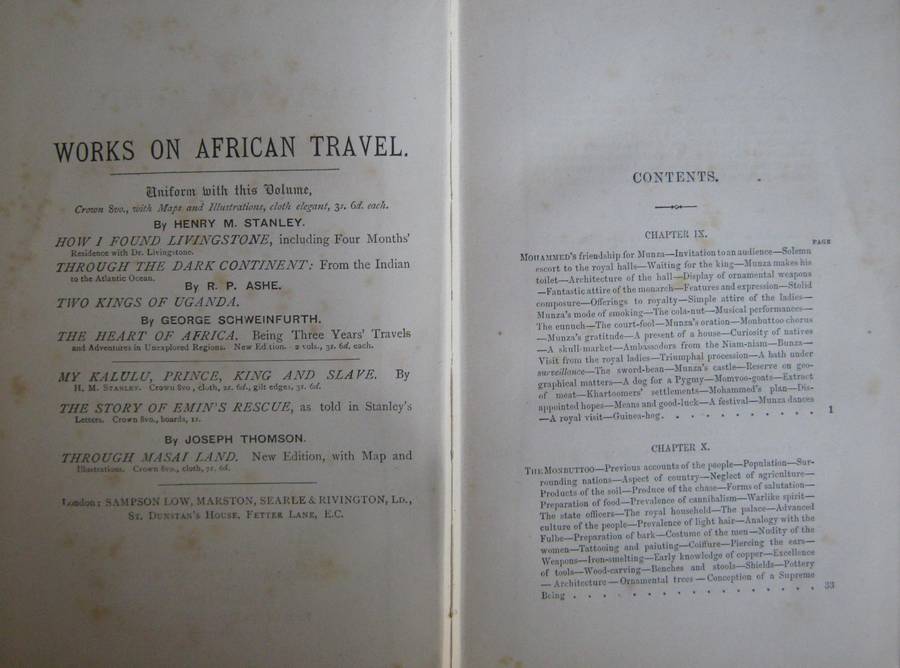 WORKS ON AFRICAN TRAVEL.
Uniform with this Volume,
Crown 8vo., with Maps and Illustrations, cloth elegant, 3s. 6d. each.
By HENRY M. STANLEY.
HOW I FOUND LIVINGSTONE, including Four Months'
Residence with Dr. Livingstone.
THROUGH THE DARK CONTINENT: From the Indian
to the Atlantic Ocean.
By R. P. ASHE.
TWO KINGS OF UGANDA.
By GEORGE SCHWEINFURTH.
THE HEART OF AFRICA. Being Three Years' Travels
and Adventures in Unexplored Regions. New Edition. 2 vols., 3s. 6d. each.
MY KALULU, PRINCE, KING AND SLAVE. By
H. M. STANLEY. Crown 8vo, cloth, 2s. 6d., gilt edges, 3s. 6d.
THE STORY OF EMIN'S RESCUE, as told in Stanley's
Letters. Crown 8vo., boards, 1s.
By JOSEPH THOMSON.
THROUGH MASAI LAND. New Edition, with Map and
Illustrations. Crown 8vo., cloth, 7s. 6d.
London: SAMPSON LOW, MARSTON, SEARLE & RIVINGTON, LD.,
ST. DUNSTAN'S HOUSE, FETTER LANE, E.C.
CONTENTS.
CHAPTER IX.
PAGE
MOHAMMED'S friendship for Munza—Invitation to an audience—Solemn
escort to the royal halls—Waiting for the king—Munza makes his
toilet—Architecture of the hall—Display of ornamental weapons
—Fantastic attire of the monarch—Features and expression—Stolid
composure—Offerings to royalty—Simple attire of the ladies—
Munza's mode of smoking—The cola-nut—Musical performances—
The eunuch—The court-fool—Munza's oration—Monbuttoo chorus
—Munza's gratitude—A present of a house—Curiosity of natives
—A skull-market—Ambassadors from the Niam-niam—Bunza—
Visit from the royal ladies—Triumphal procession—A bath under
surveillance—The sword-bean—Munza's castle—Reserve on geo-
graphical matters—A dog for a Pygmy—Momvoo-goats—Extract
of meat—Khartoomers' settlements—Mohammed's plan—Dis-
appointed hopes—Means and good-luck—A festival—Munza dances
—A royal visit—Guinea-hog. . . . . . . . . . . 1
CHAPTER X.
THE MONBUTTOO—Previous accounts of the people—Population—Sur-
rounding nations—Aspect of country—Neglect of agriculture—
Products of the soil—Produce of the chase—Forms of salutation—
Preparation of food—Prevalence of cannibalism—Warlike spirit—
The state officers—The royal household—The palace—Advanced
culture of the people—Prevalence of light hair—Analogy with the
Fulbe—Preparation of bark—Costume of the men—Nudity of the
women—Tattooing and painting—Coiffure—Piercing the ears—
Weapons—Iron-smelting—Early knowledge of copper—Excellence
of tools—Wood-carving—Benches and stools—Shields—Pottery
—Architecture—Ornamental trees—Conception of a Supreme
Being . . . . . . . . . . . . . . . . . 33